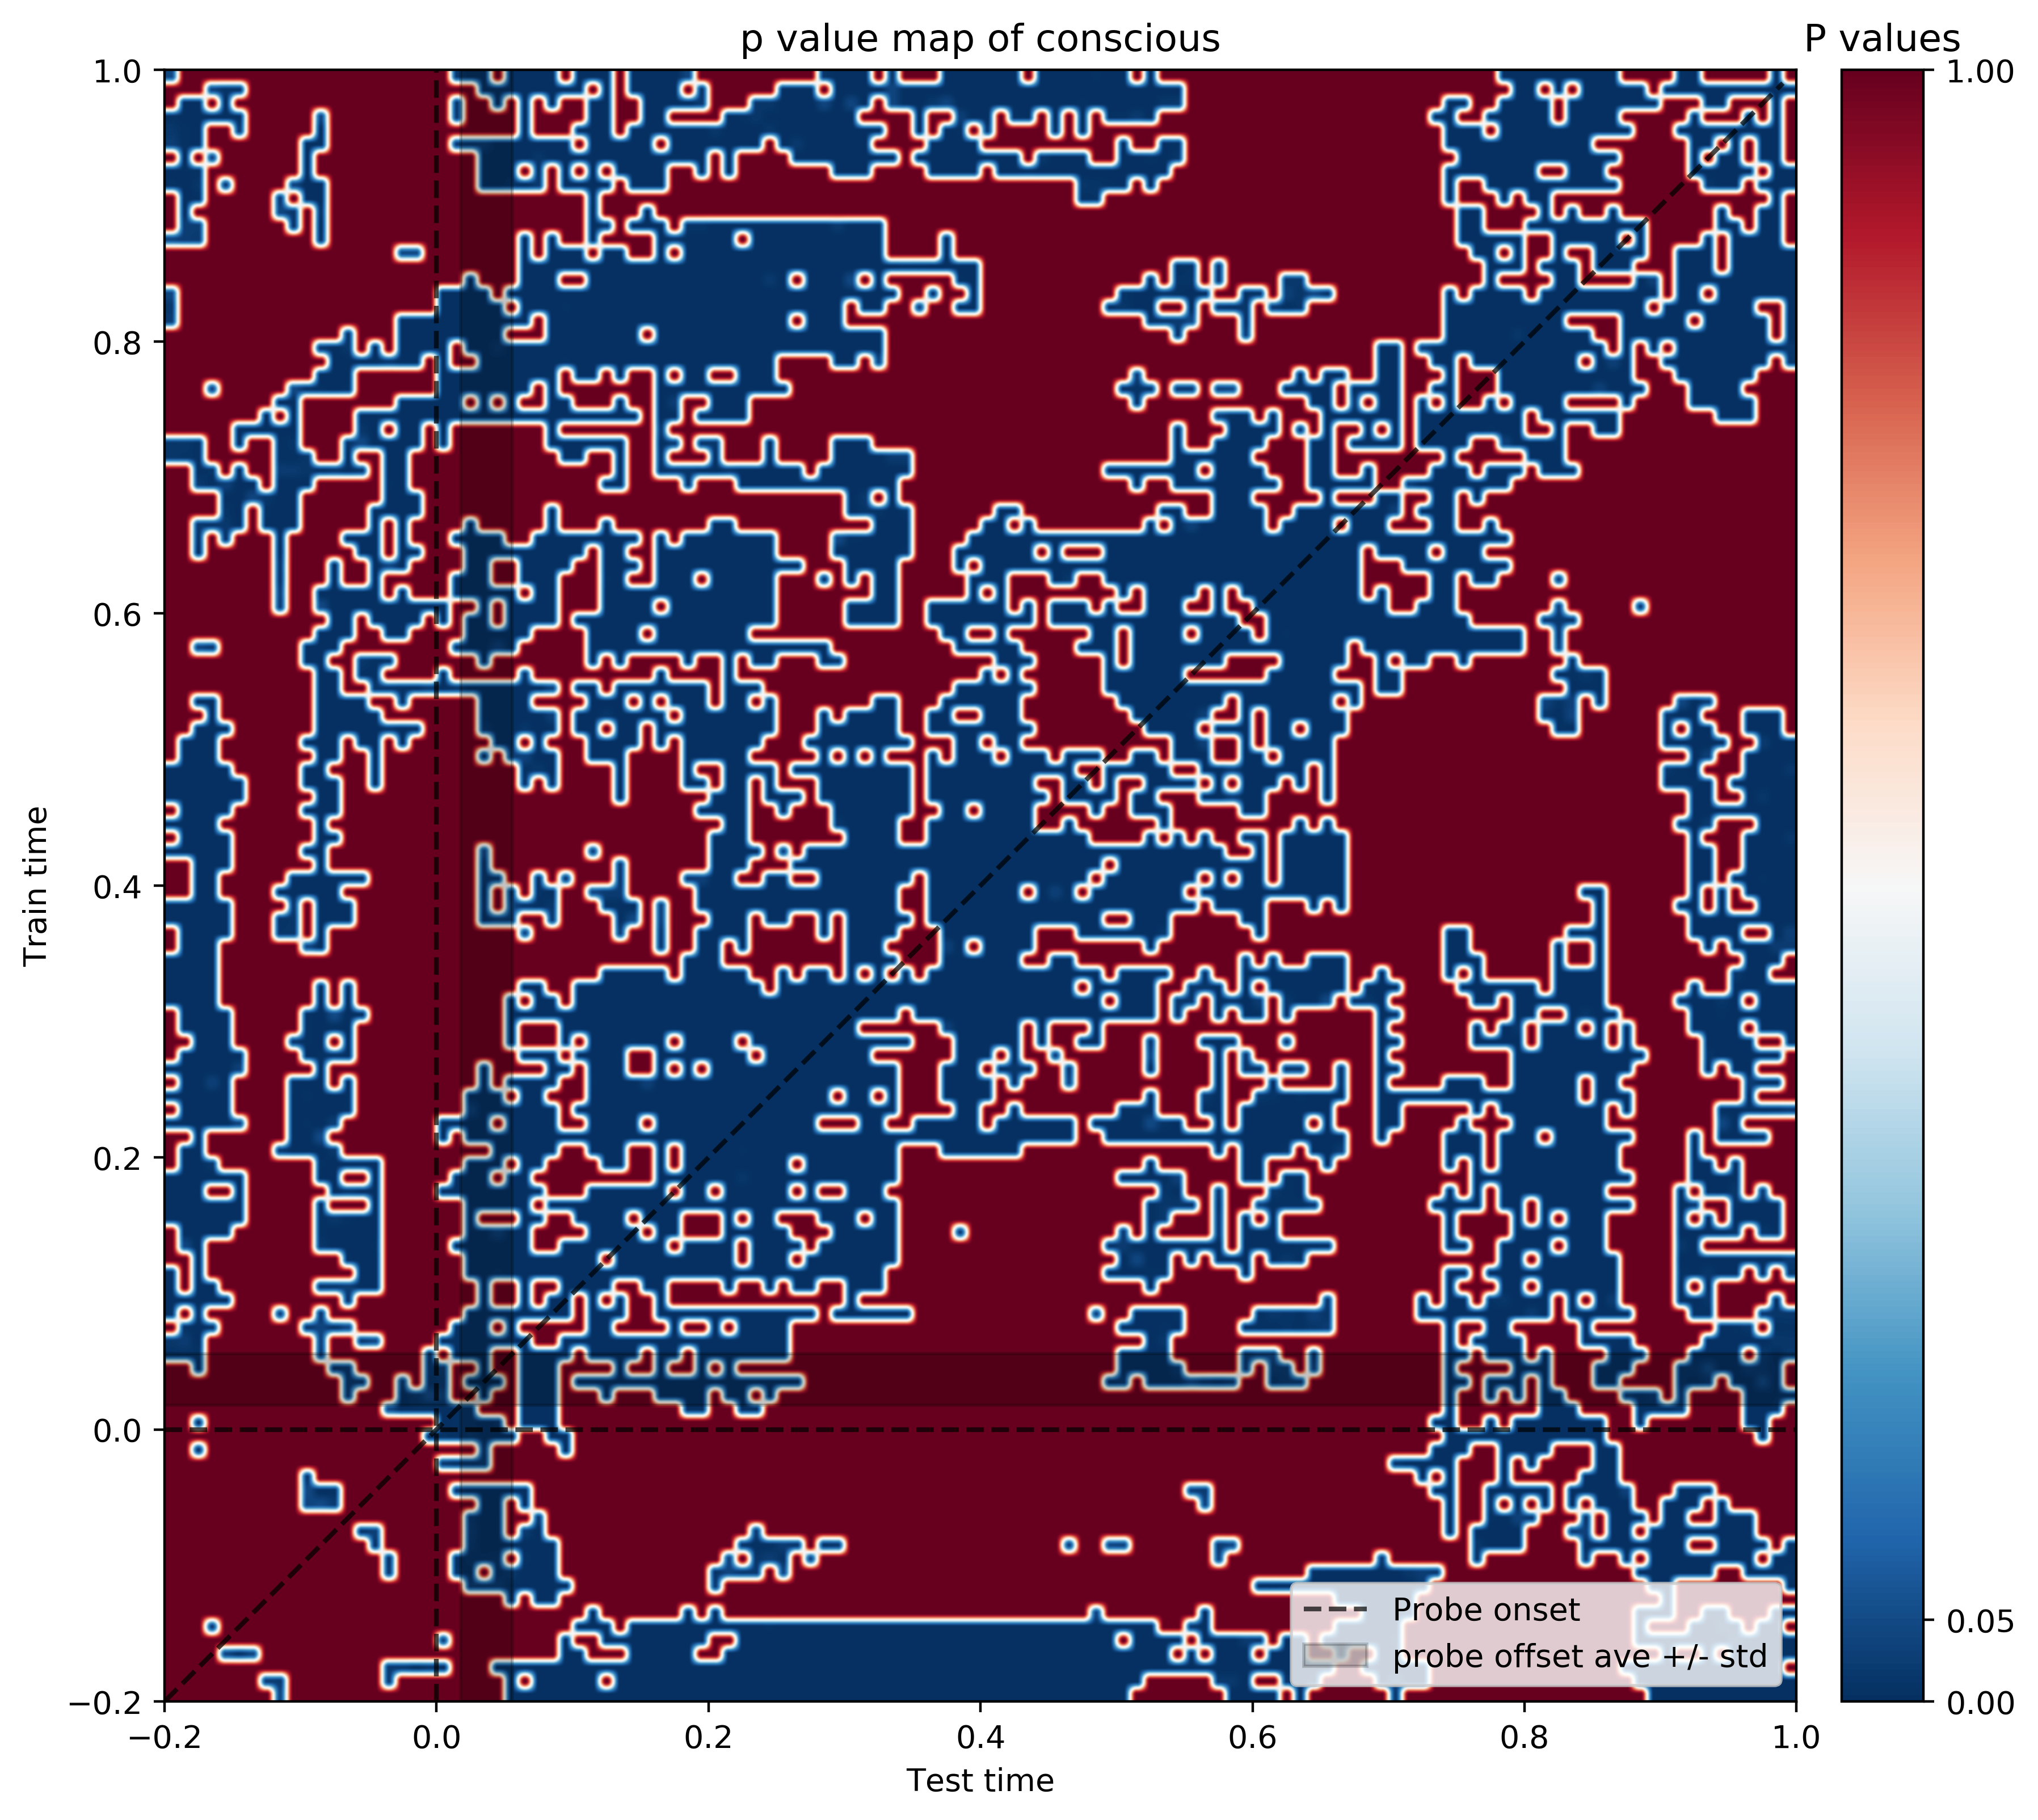 p value map of conscious
P values
1.00
0.05
0.00
Train time
1.0
0.8
0.6
0.4
0.2
0.0
−0.2
Probe onset
probe offset ave +/- std
−0.2
0.0
0.2
0.4
0.6
0.8
1.0
Test time